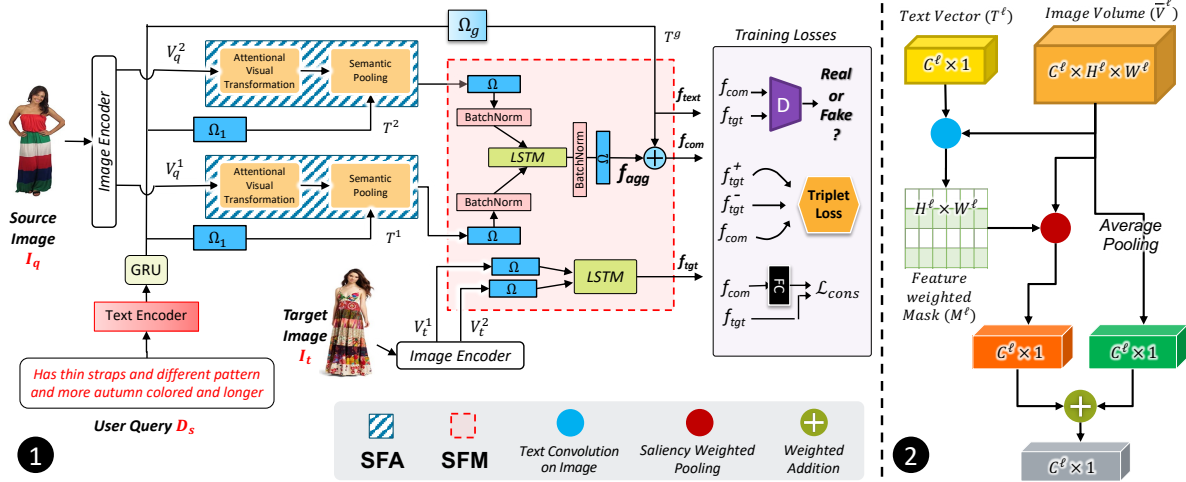 Ω_g
T^g
V_q^2
Attentional
Visual
Transformation
Semantic
Pooling
Ω_1
T^2
Image Encoder
V_q^1
Attentional
Visual
Transformation
Semantic
Pooling
Ω_1
T^1
Source
Image
I_q
GRU
Text Encoder
Has thin straps and different pattern
and more autumn colored and longer
User Query D_s
Ω
BatchNorm
LSTM
BatchNorm
Ω
BatchNorm
Ω
f_agg
f_text
f_com
f_tgt
Ω
Ω
LSTM
V_t^1
V_t^2
Target
Image
I_t
Image Encoder
Training Losses
f_com
f_tgt
D
Real
or
Fake
?
f_tgt^+
f_tgt^-
f_com
Triplet
Loss
f_com
FC
ℒ_cons
f_tgt
SFA
SFM
Text Convolution
on Image
Saliency Weighted
Pooling
Weighted
Addition
1
Text Vector (T^ℓ)
Image Volume (V̅^ℓ)
C^ℓ × 1
C^ℓ × H^ℓ × W^ℓ
H^ℓ × W^ℓ
Average
Pooling
Feature
weighted
Mask (M^ℓ)
C^ℓ × 1
C^ℓ × 1
C^ℓ × 1
2